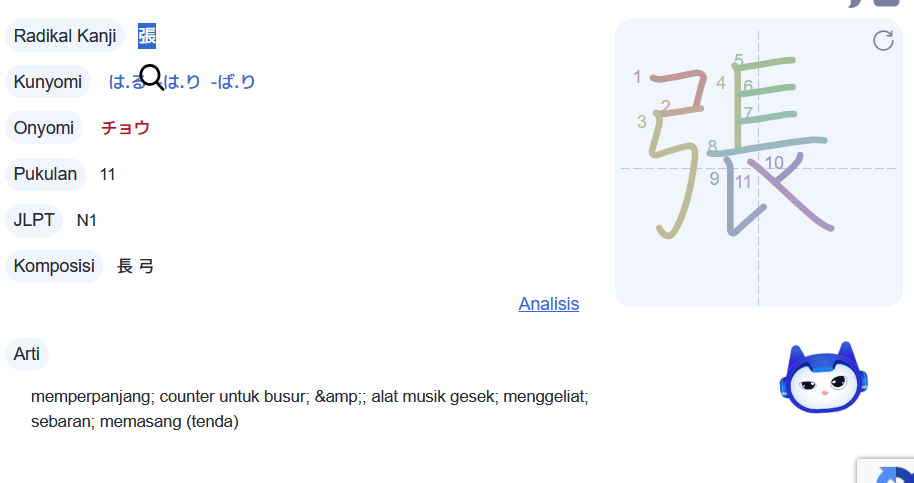 Radikal Kanji 張
Kunyomi は.る -は.り -ば.り
Onyomi チョウ
Pukulan 11
JLPT N1
Komposisi 長 弓
Analisis
Arti
memperpanjang; counter untuk busur; &amp;; alat musik gesek; menggeliat;
sebaran; memasang (tenda)
張
1
2
3
4
5
6
7
8
9
10
11